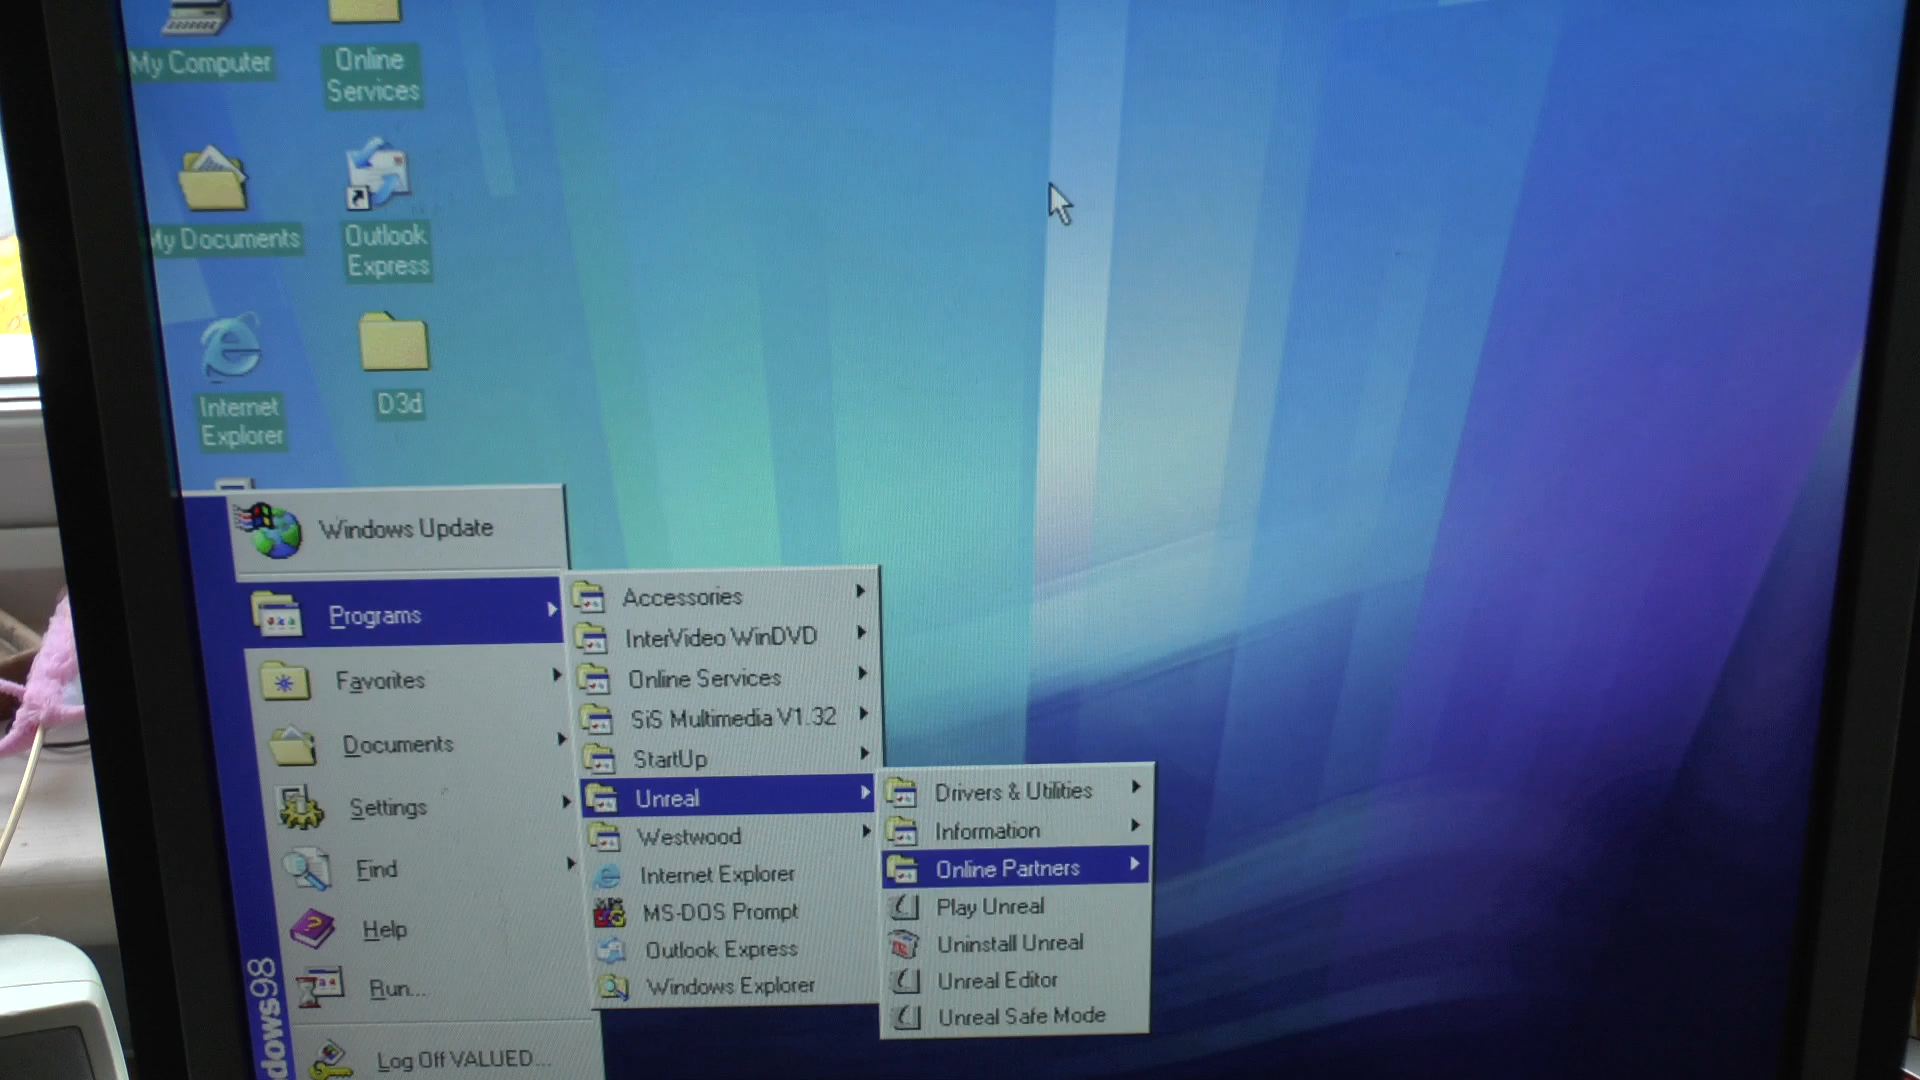 My Computer
Online
Services
My Documents
Outlook
Express
Internet
Explorer
D3d
Windows Update
Programs
Favorites
Documents
Settings
Find
Help
Run...
Log Off VALUED...
dows98
Accessories
InterVideo WinDVD
Online Services
SiS Multimedia V1.32
StartUp
Unreal
Westwood
Internet Explorer
MS-DOS Prompt
Outlook Express
Windows Explorer
Drivers & Utilities
Information
Online Partners
Play Unreal
Uninstall Unreal
Unreal Editor
Unreal Safe Mode